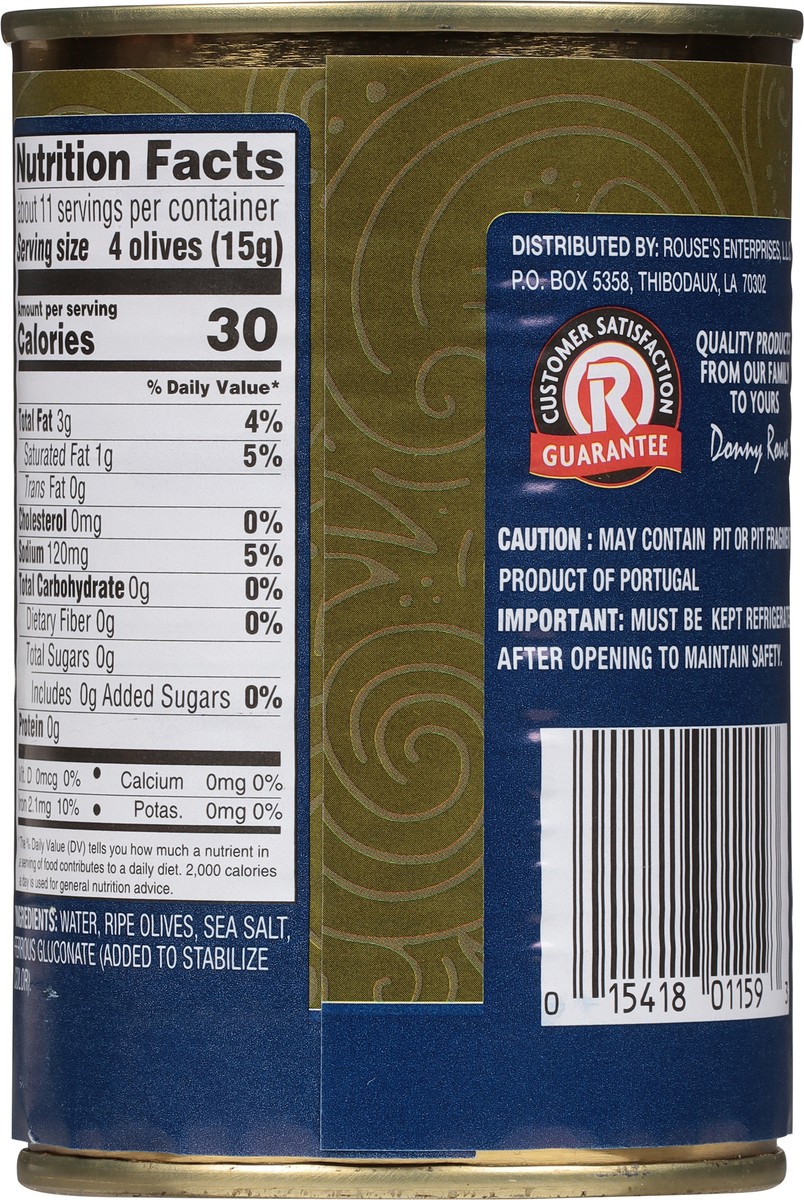 Nutrition Facts
about 11 servings per container
Serving size 4 olives (15g)
Amount per serving
Calories 30
% Daily Value*
Total Fat 3g 4%
Saturated Fat 1g 5%
Trans Fat 0g
Cholesterol 0mg 0%
Sodium 120mg 5%
Total Carbohydrate 0g 0%
Dietary Fiber 0g 0%
Total Sugars 0g
Includes 0g Added Sugars 0%
Protein 0g
Vit. D 0mcg 0% • Calcium 0mg 0%
Iron 2.1mg 10% • Potas. 0mg 0%
*The % Daily Value (DV) tells you how much a nutrient in
a serving of food contributes to a daily diet. 2,000 calories
a day is used for general nutrition advice.
INGREDIENTS: WATER, RIPE OLIVES, SEA SALT,
FERROUS GLUCONATE (ADDED TO STABILIZE
COLOR).
DISTRIBUTED BY: ROUSE'S ENTERPRISES, LLC
P.O. BOX 5358, THIBODAUX, LA 70302
CUSTOMER SATISFACTION
R
GUARANTEE
QUALITY PRODUCTS
FROM OUR FAMILY
TO YOURS
Donny Rouse
CAUTION : MAY CONTAIN PIT OR PIT FRAGMEN
PRODUCT OF PORTUGAL
IMPORTANT: MUST BE KEPT REFRIGERATE
AFTER OPENING TO MAINTAIN SAFETY.
0 15418 01159 3